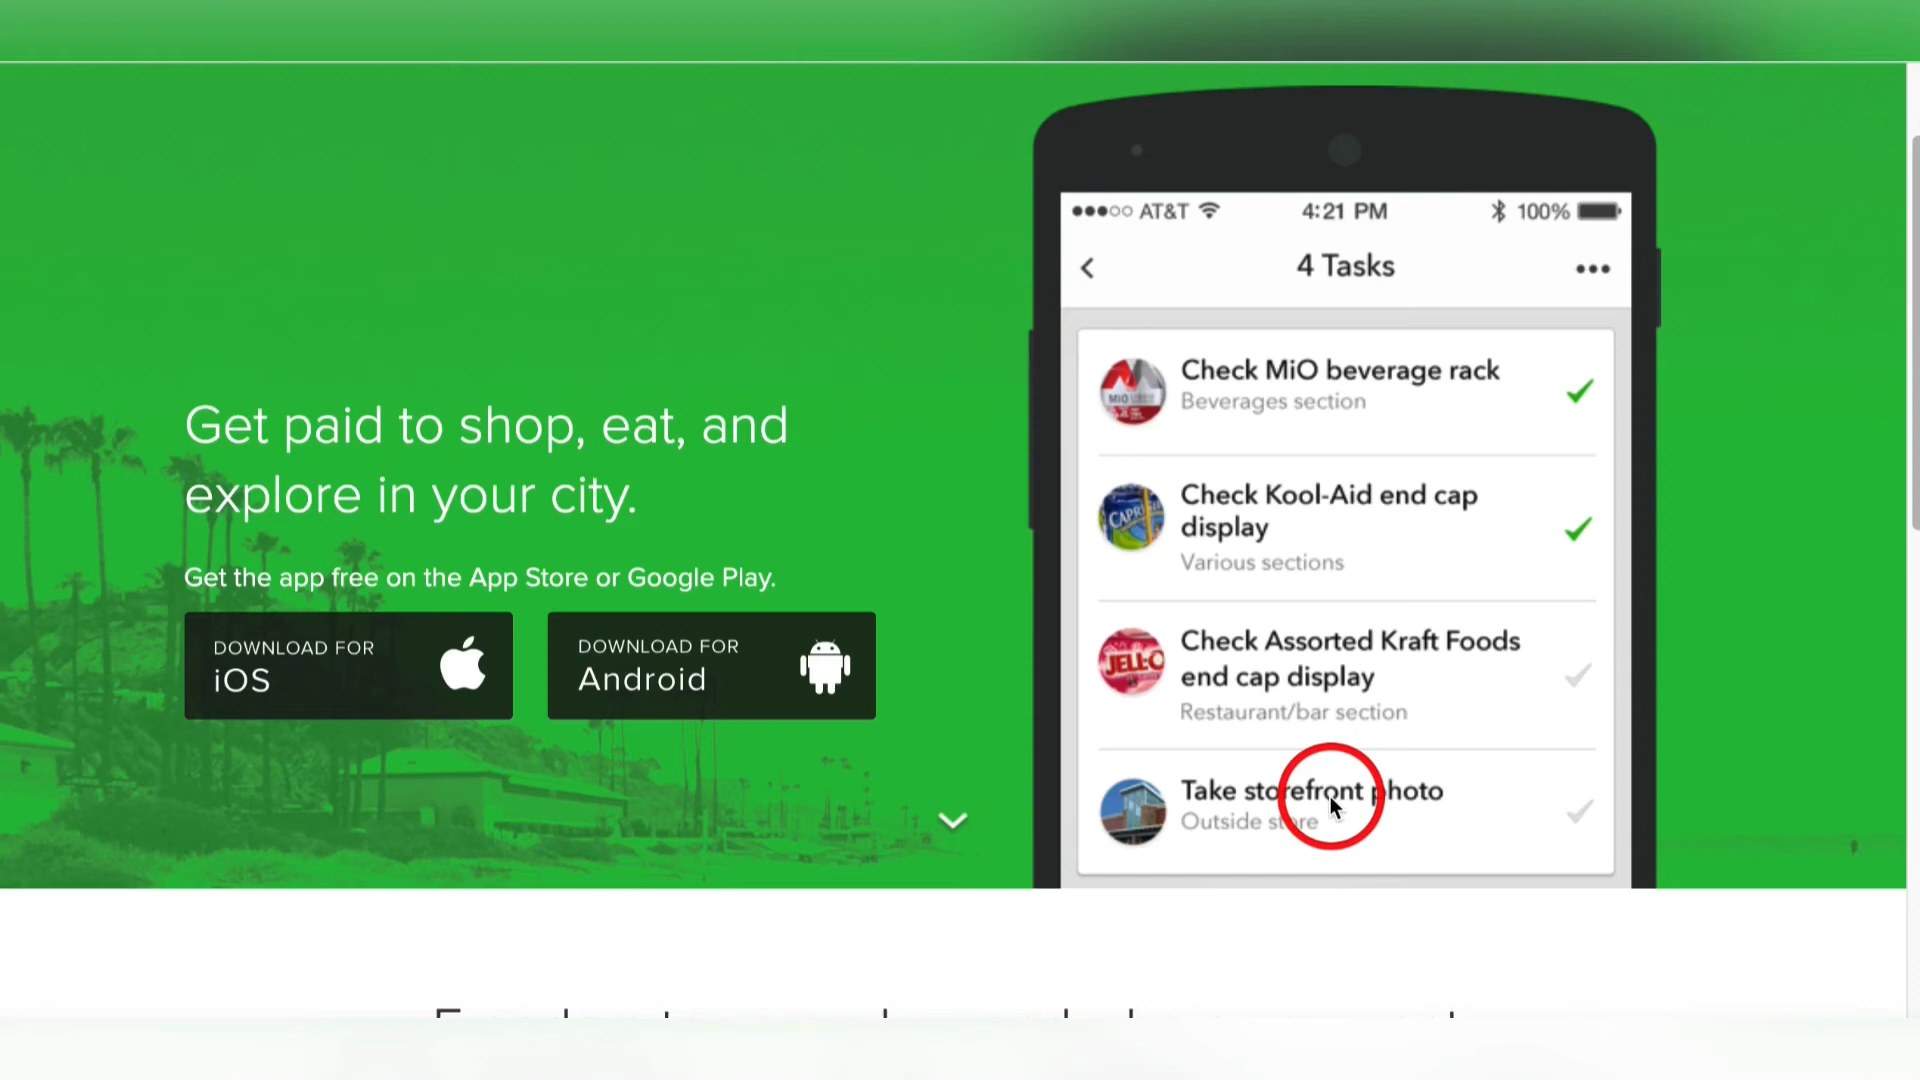 AT&T 4:21 PM 100%
4 Tasks
Check MiO beverage rack
Beverages section
MiO
Check Kool-Aid end cap
display
Various sections
Check Assorted Kraft Foods
end cap display
Restaurant/bar section
JELL-O
Take storefront photo
Outside store
Get paid to shop, eat, and
explore in your city.
Get the app free on the App Store or Google Play.
DOWNLOAD FOR
iOS
DOWNLOAD FOR
Android